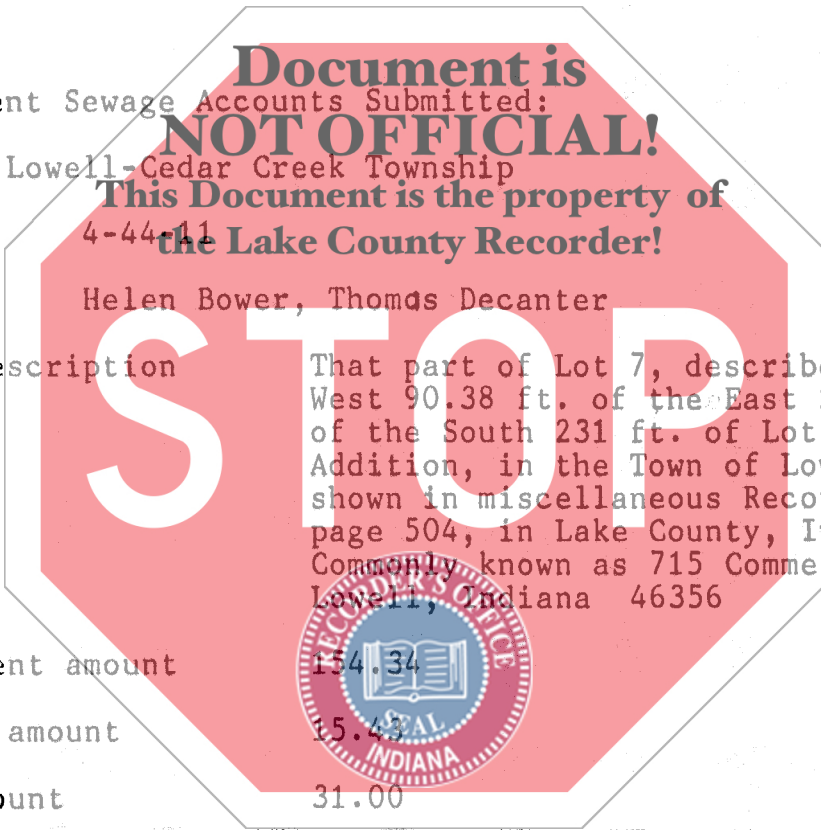 Document is
ent Sewage Accounts Submitted:
NOT OFFICIAL!
Lowell-Cedar Creek Township
This Document is the property of
4-44-11
the Lake County Recorder!
Helen Bower, Thomas Decanter
STOP
escription That part of Lot 7, describe
West 90.38 ft. of the East
of the South 231 ft. of Lot
Addition, in the Town of Low
shown in miscellaneous Reco
page 504, in Lake County, I
Commonly known as 715 Comme
Lowell, Indiana 46356
RECORDER'S OFFICE
ent amount 154.34
SEAL
amount 15.43
INDIANA
ount 31.00